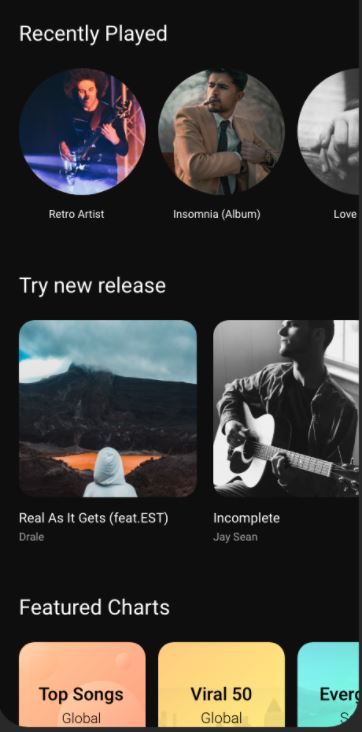 Recently Played
Retro Artist
Insomnia (Album)
Love
Try new release
Real As It Gets (feat.EST)
Incomplete
Drale
Jay Sean
Featured Charts
Top Songs
Viral 50
Global
Global